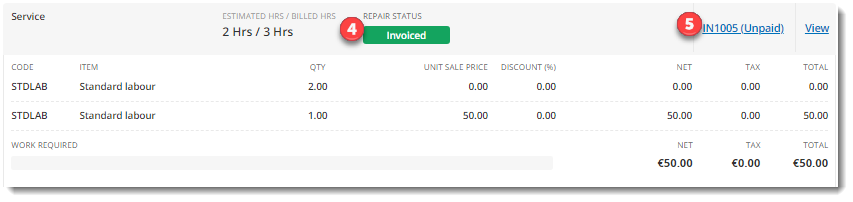 Service ESTIMATED HRS / BILLED HRS REPAIR STATUS
2 Hrs / 3 Hrs 4 Invoiced 5 IN1005 (Unpaid) View
CODE ITEM QTY UNIT SALE PRICE DISCOUNT (%) NET TAX TOTAL
STDLAB Standard labour 2.00 0.00 0.00 0.00 0.00 0.00
STDLAB Standard labour 1.00 50.00 0.00 50.00 0.00 50.00
WORK REQUIRED NET TAX TOTAL
€50.00 €0.00 €50.00